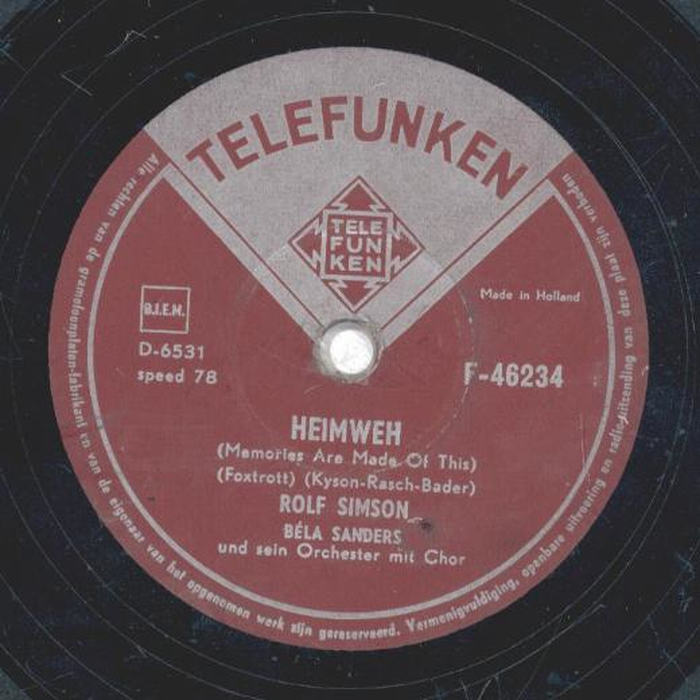 TELEFUNKEN
TELE
FUN
KEN
Made in Holland
B.I.E.M.
D-6531
speed 78
F-46234
HEIMWEH
(Memories Are Made Of This)
(Foxtrott) (Kyson-Rasch-Bader)
ROLF SIMSON
BÉLA SANDERS
und sein Orchester mit Chor
Alle rechten van de gramofoonplaten-fabrikant en van de eigenaar van het opgenomen werk zijn gereserveerd. Vermenigvuldiging, openbare uitvoering en radio-uitzending van deze plaat zijn verboden